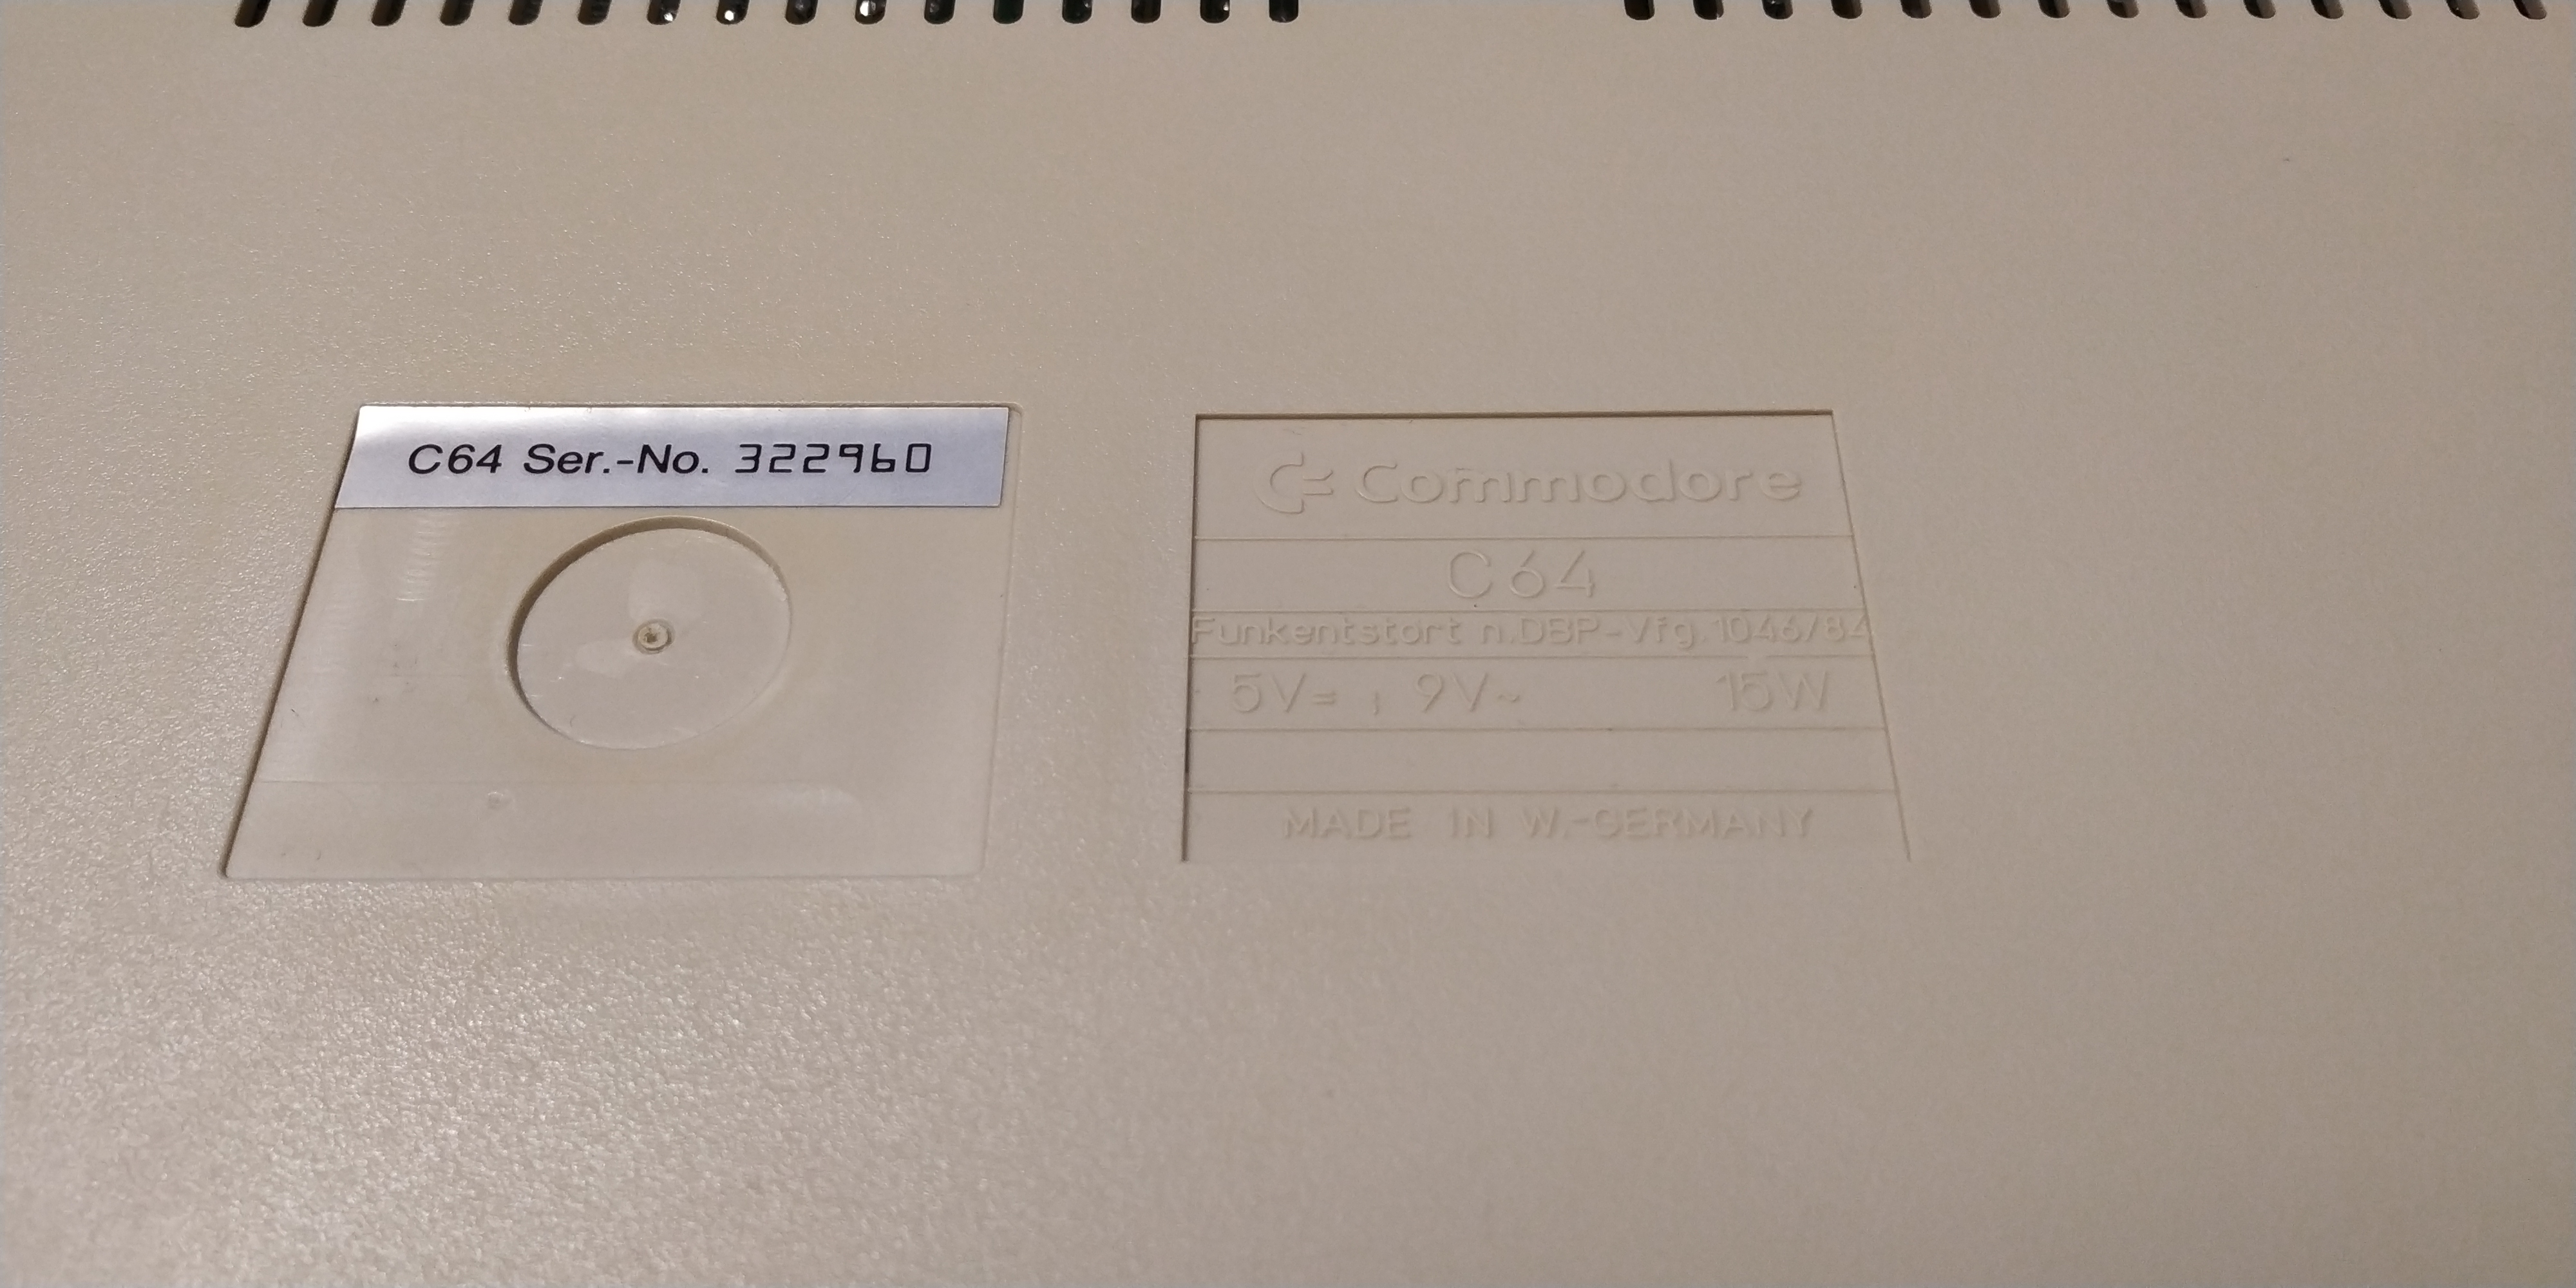 C64 Ser.-No. 322960
Commodore
C64
Funkentstört n.DBP-Vfg.1046/84
5V= , 9V~ 15W
MADE IN W.-GERMANY